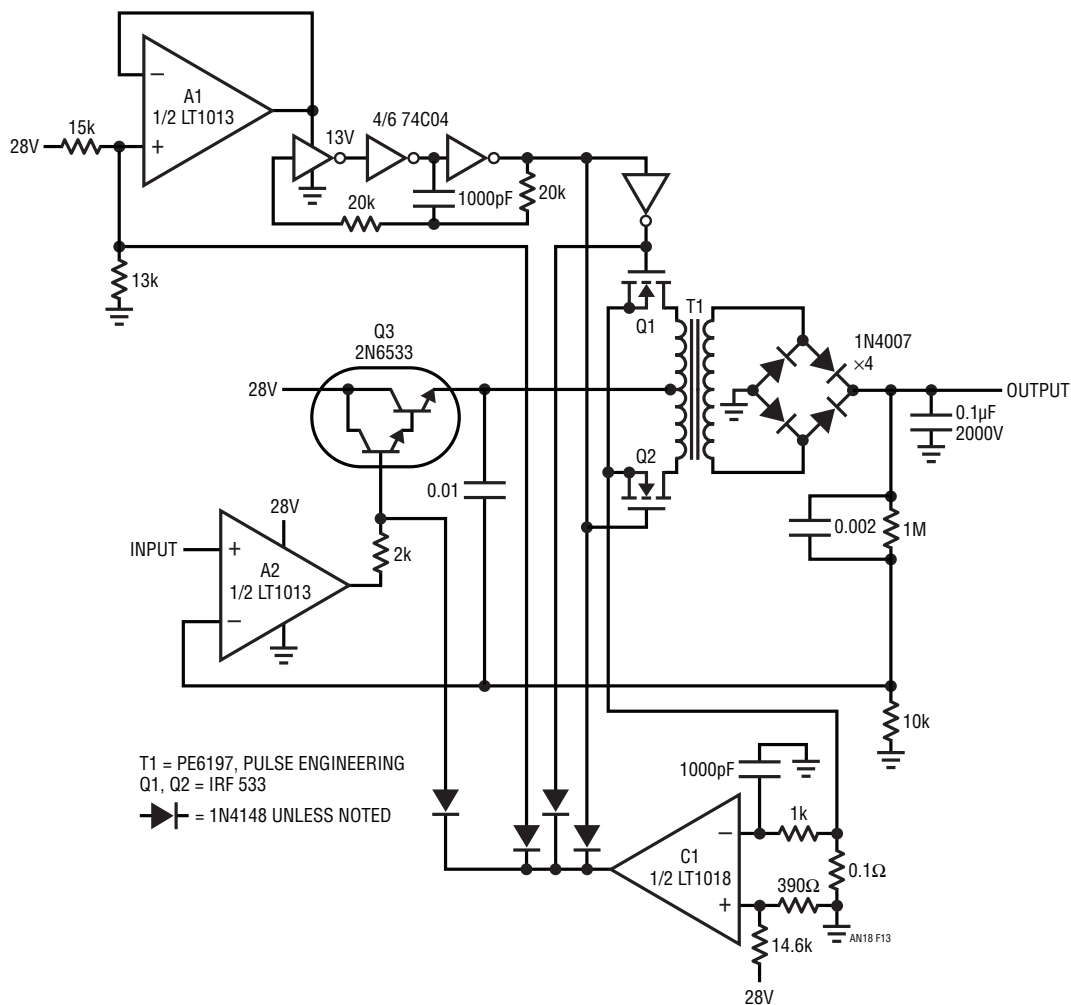 A1
1/2 LT1013
−
+
28V
15k
13V
4/6 74C04
20k
1000pF
20k
13k
Q1
T1
Q3
2N6533
28V
1N4007
×4
OUTPUT
0.1µF
2000V
Q2
0.01
28V
0.002
1M
INPUT
+
A2
1/2 LT1013
−
2k
10k
T1 = PE6197, PULSE ENGINEERING
Q1, Q2 = IRF 533
= 1N4148 UNLESS NOTED
1000pF
1k
−
C1
1/2 LT1018
+
0.1Ω
390Ω
14.6k
28V
AN18 F13